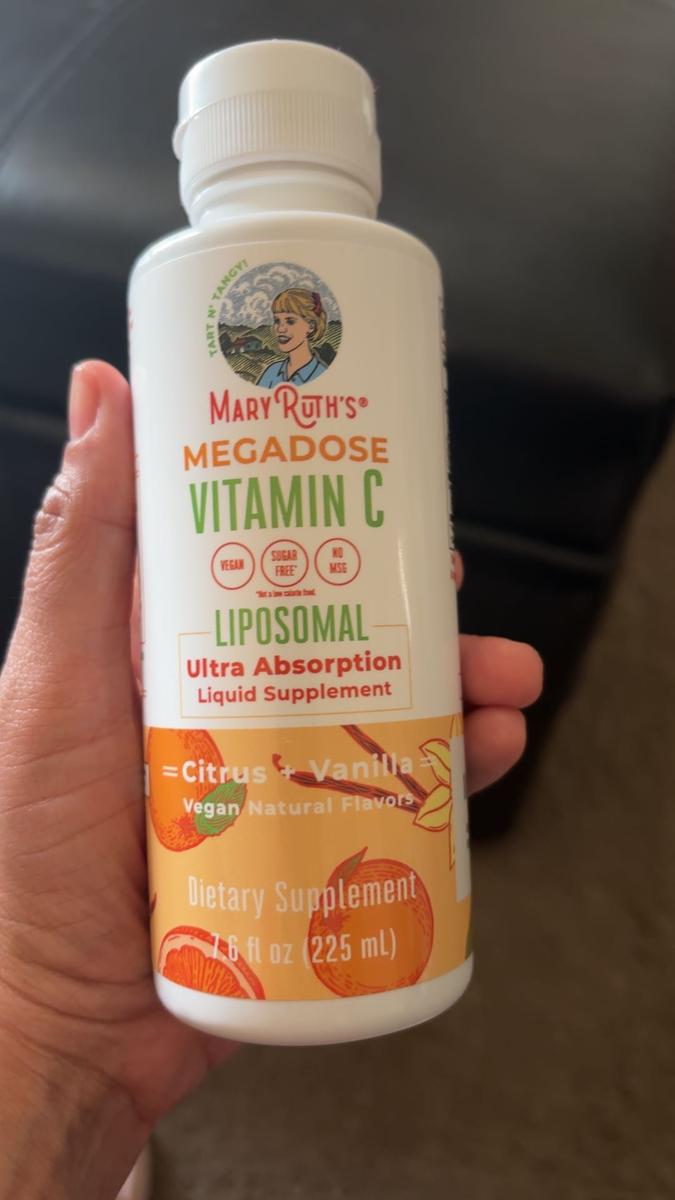 TART N' TANGY!
MARY RUTH'S®
MEGADOSE
VITAMIN C
VEGAN
SUGAR
FREE*
NO
MSG
*Not a low calorie food.
LIPOSOMAL
Ultra Absorption
Liquid Supplement
=Citrus + Vanilla=
Vegan Natural Flavors
Dietary Supplement
7.6 fl oz (225 mL)